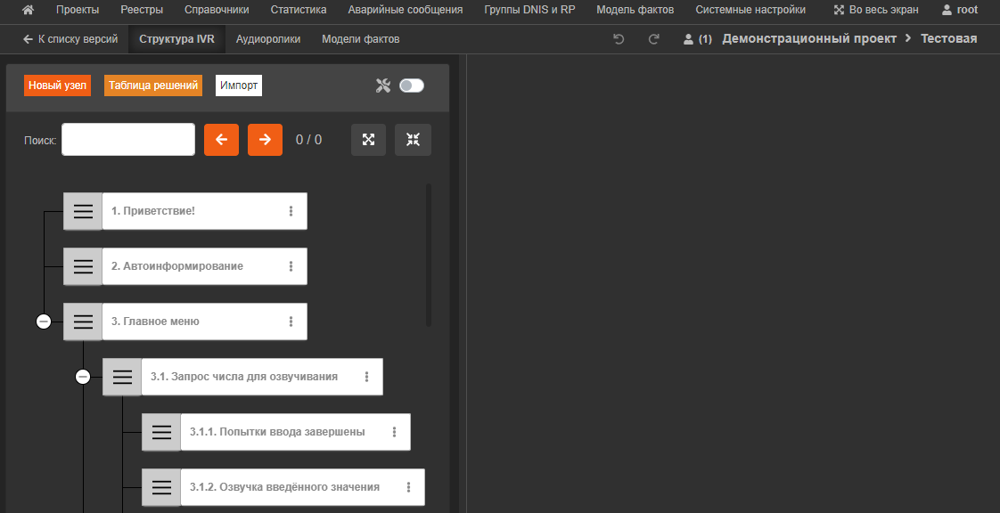 Проекты Реестры Справочники Статистика Аварийные сообщения Группы DNIS и RP Модель фактов Системные настройки Во весь экран root
К списку версий Структура IVR Аудиоролики Модели фактов (1) Демонстрационный проект Тестовая
Новый узел Таблица решений Импорт
Поиск: 0 / 0
1. Приветствие!
2. Автоинформирование
3. Главное меню
3.1. Запрос числа для озвучивания
3.1.1. Попытки ввода завершены
3.1.2. Озвучка введённого значения